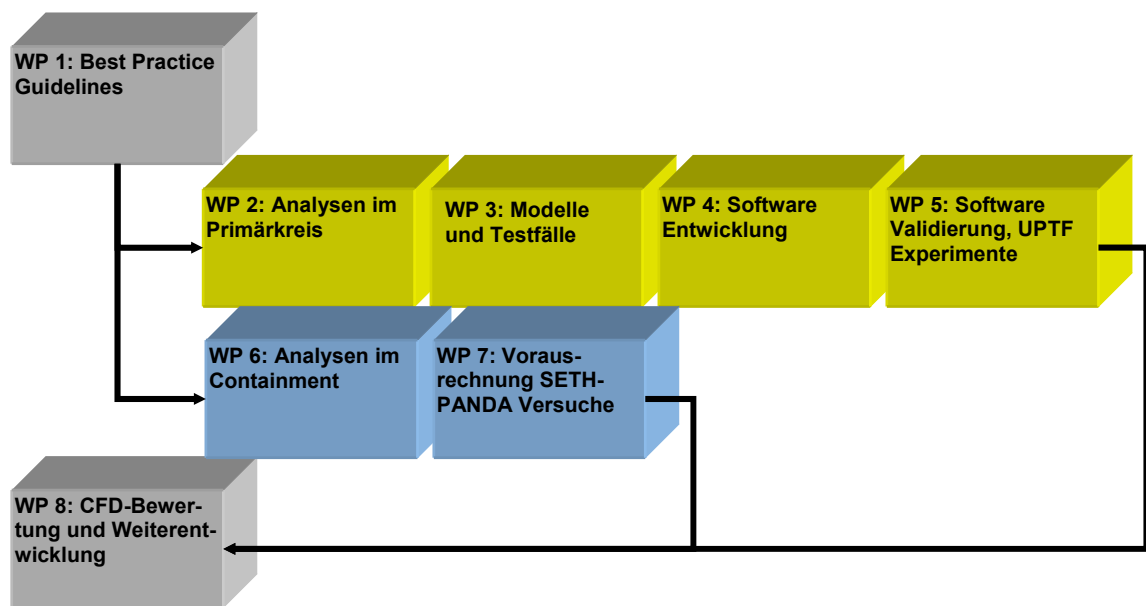 WP 1: Best Practice
Guidelines
WP 2: Analysen im
Primärkreis
WP 3: Modelle
und Testfälle
WP 4: Software
Entwicklung
WP 5: Software
Validierung, UPTF
Experimente
WP 6: Analysen im
Containment
WP 7: Voraus-
rechnung SETH-
PANDA Versuche
WP 8: CFD-Bewer-
tung und Weiterent-
wicklung